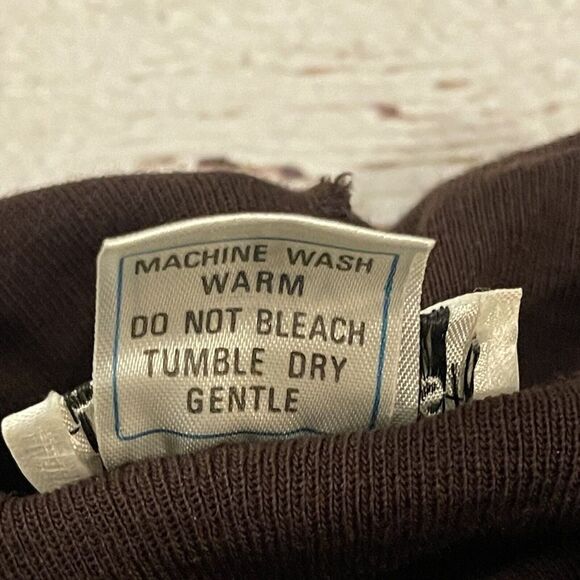 MACHINE WASH
WARM
DO NOT BLEACH
TUMBLE DRY
GENTLE